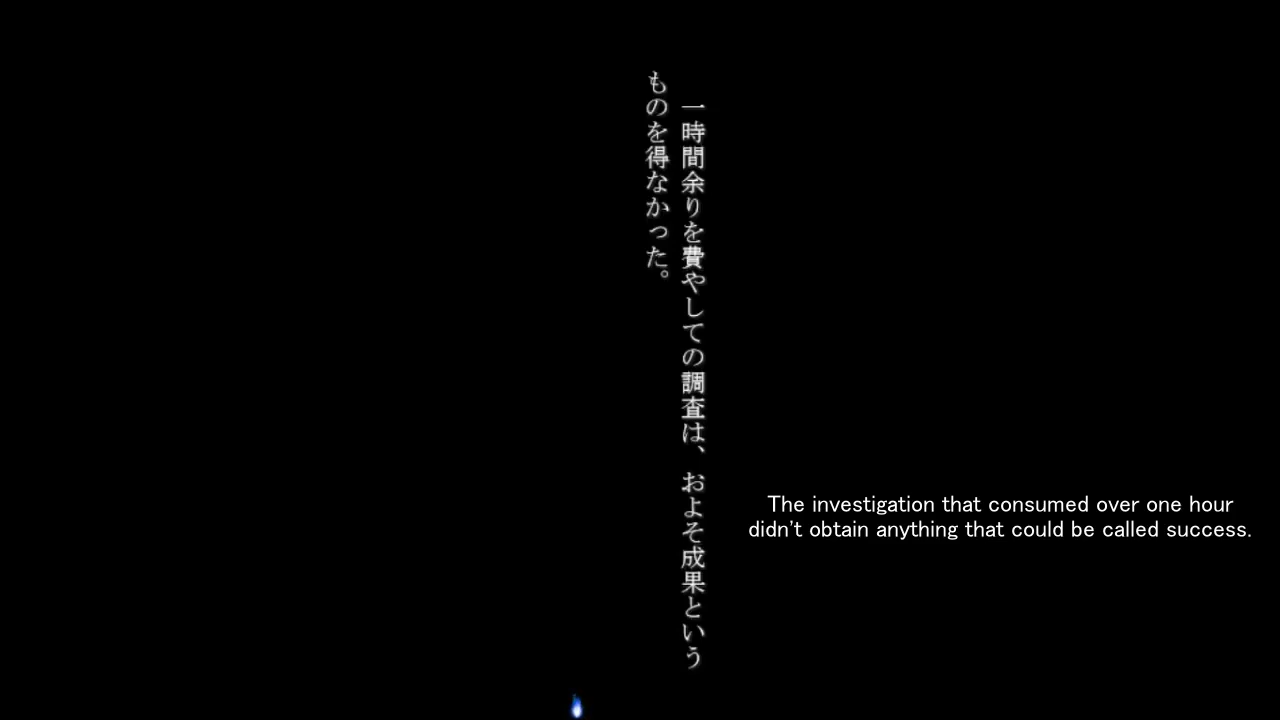 一時間余りを費やしての調査は、およそ成果という
ものを得なかった。
The investigation that consumed over one hour
didn't obtain anything that could be called success.